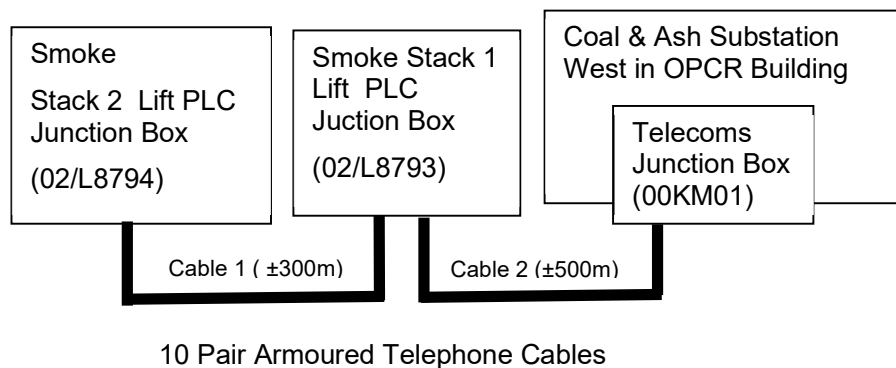 Smoke
Stack 2 Lift PLC
Junction Box
(02/L8794)
Smoke Stack 1
Lift PLC
Juction Box
(02/L8793)
Coal & Ash Substation
West in OPCR Building
Telecoms
Junction Box
(00KM01)
Cable 1 ( ±300m)
Cable 2 (±500m)
10 Pair Armoured Telephone Cables